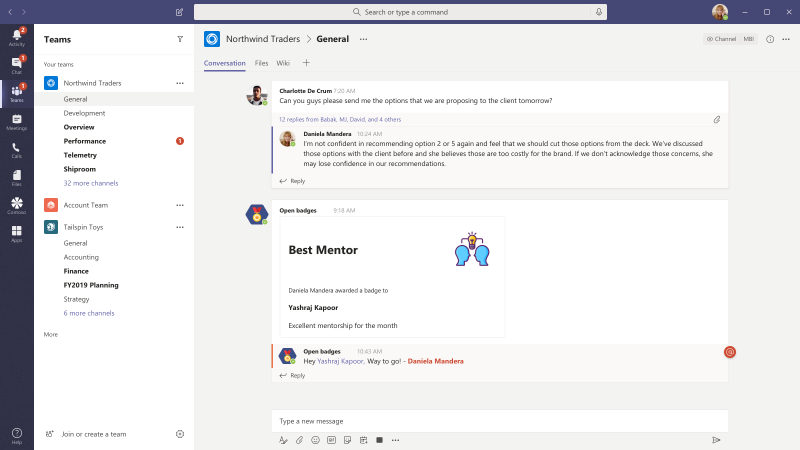 Search or type a command
2
Activity
1
Chat
1
Teams
Meetings
Calls
Files
Contoso
Apps
Help
Teams
Your teams
Northwind Traders
General
Development
Overview
Performance 1
Telemetry
Shiproom
32 more channels
Account Team
Tailspin Toys
General
Accounting
Finance
FY2019 Planning
Strategy
6 more channels
More
Join or create a team
Northwind Traders > General
Channel MBI
Conversation Files Wiki
Charlotte De Crum 7:20 AM
Can you guys please send me the options that we are proposing to the client tomorrow?
12 replies from Babak, MJ, David, and 4 others
Daniela Mandera 10:24 AM
I'm not confident in recommending option 2 or 5 again and feel that we should cut those options from the deck. We've discussed
those options with the client before and she believes those are too costly for the brand. If we don't acknowledge those concerns, she
may lose confidence in our recommendations.
Reply
Open badges 9:18 AM
Best Mentor
Daniela Mandera awarded a badge to
Yashraj Kapoor
Excellent mentorship for the month
Open badges 10:43 AM
Hey Yashraj Kapoor. Way to go! - Daniela Mandera
Reply
Type a new message